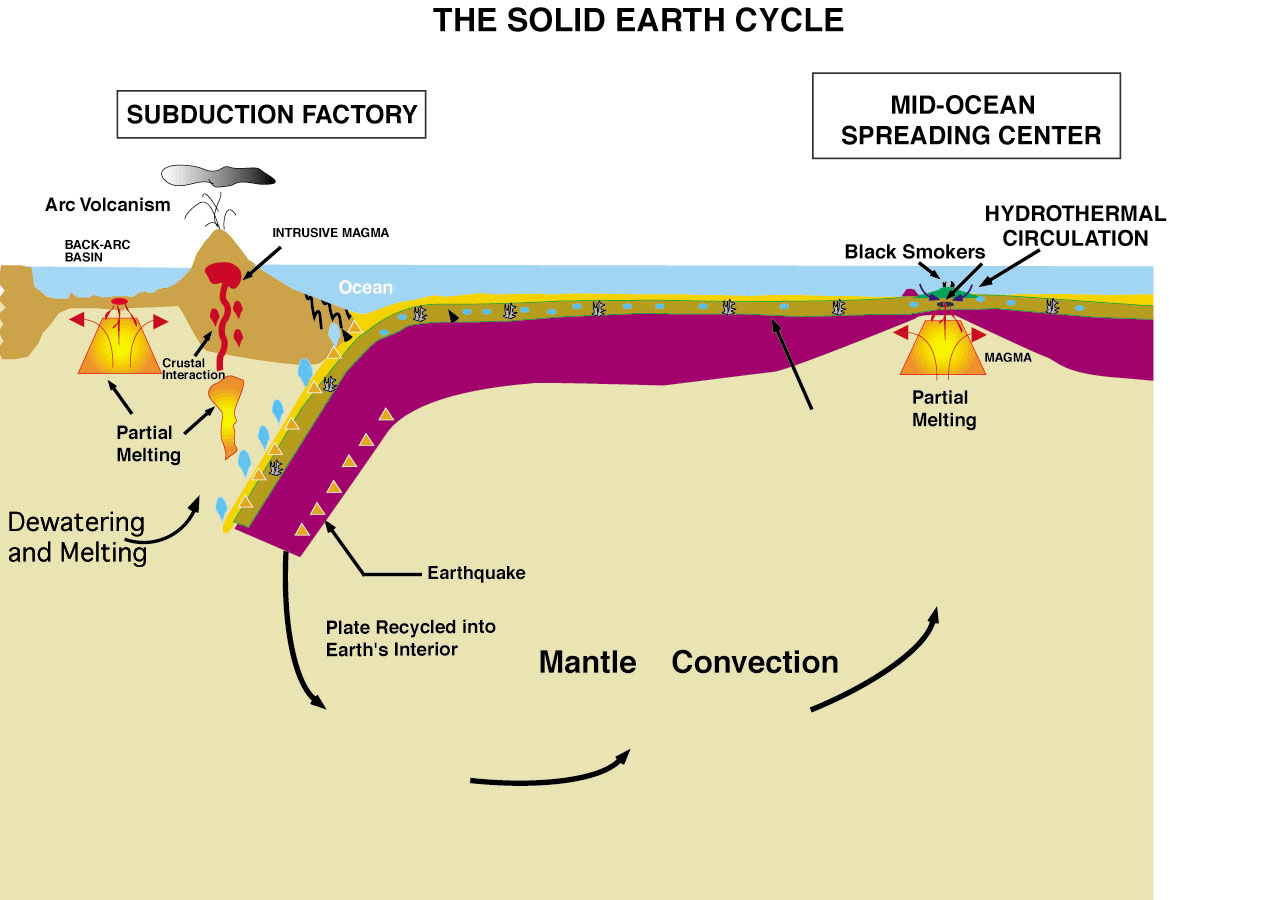 THE SOLID EARTH CYCLE
SUBDUCTION FACTORY
MID-OCEAN
SPREADING CENTER
Arc Volcanism
BACK-ARC
BASIN
INTRUSIVE MAGMA
HYDROTHERMAL
CIRCULATION
Black Smokers
Ocean
Crustal
Interaction
MAGMA
Partial
Melting
Partial
Melting
Dewatering
and Melting
Earthquake
Plate Recycled into
Earth's Interior
Mantle Convection